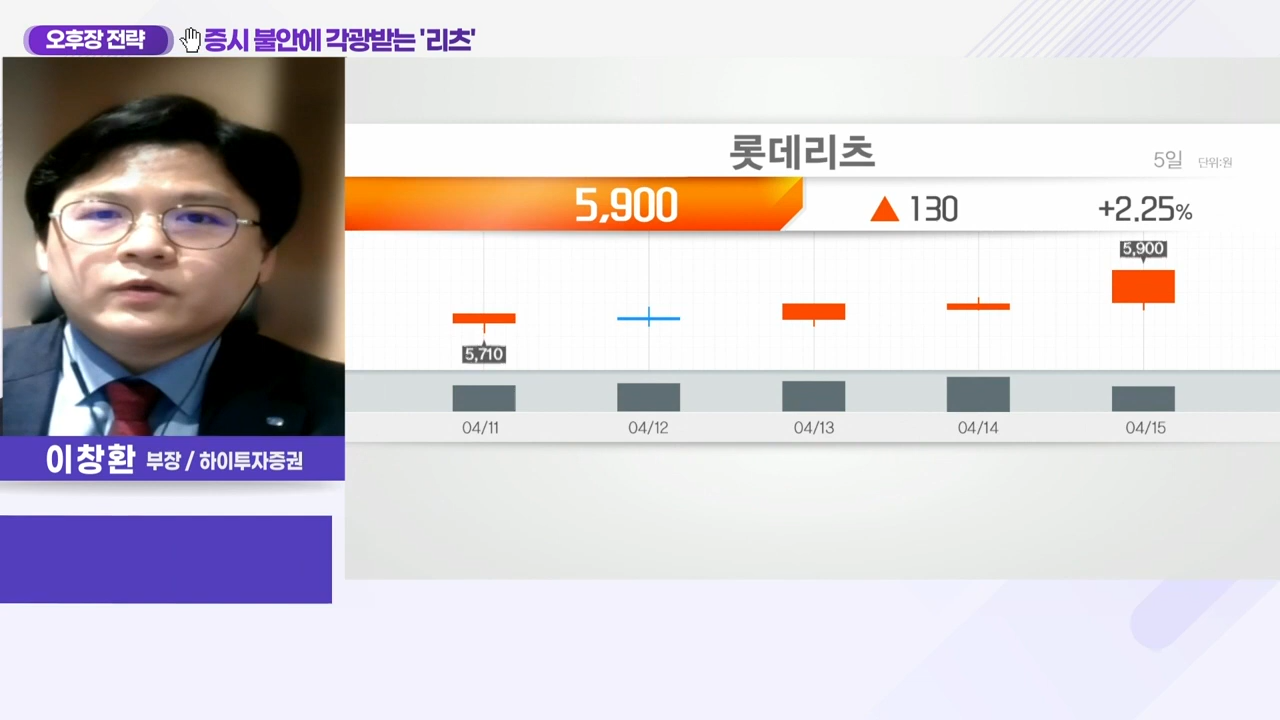 오후장 전략 증시 불안에 각광받는 '리츠'
롯데리츠
5일 단위:원
5,900 ▲ 130 +2.25%
5,900
5,710
04/11 04/12 04/13 04/14 04/15
이창환 부장 / 하이투자증권